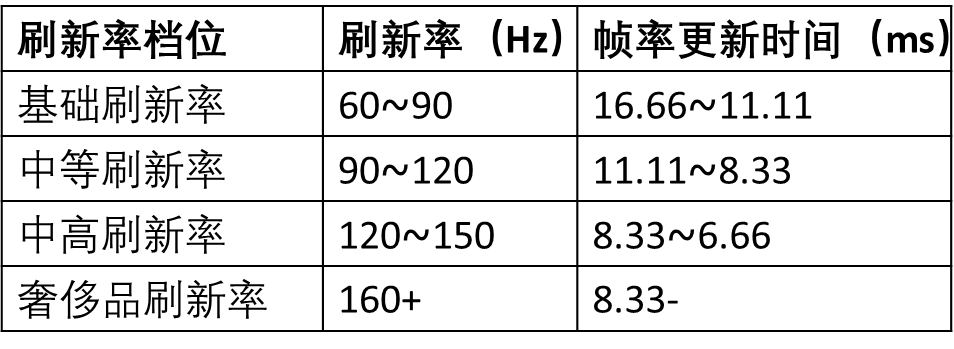 刷新率档位 刷新率（Hz） 帧率更新时间（ms）
基础刷新率 60~90 16.66~11.11
中等刷新率 90~120 11.11~8.33
中高刷新率 120~150 8.33~6.66
奢侈品刷新率 160+ 8.33-